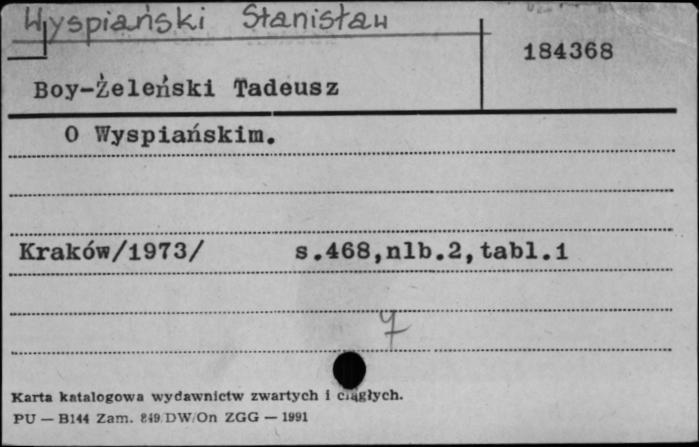 Wyspiański Stanisław
184368
Boy-Żeleński Tadeusz
O Wyspiańskim.
Kraków/1973/ s.468,nlb.2,tabl.1
Karta katalogowa wydawnictw zwartych i ciągłych.
PU — B144 Zam. 849/DW/On ZGG — 1991